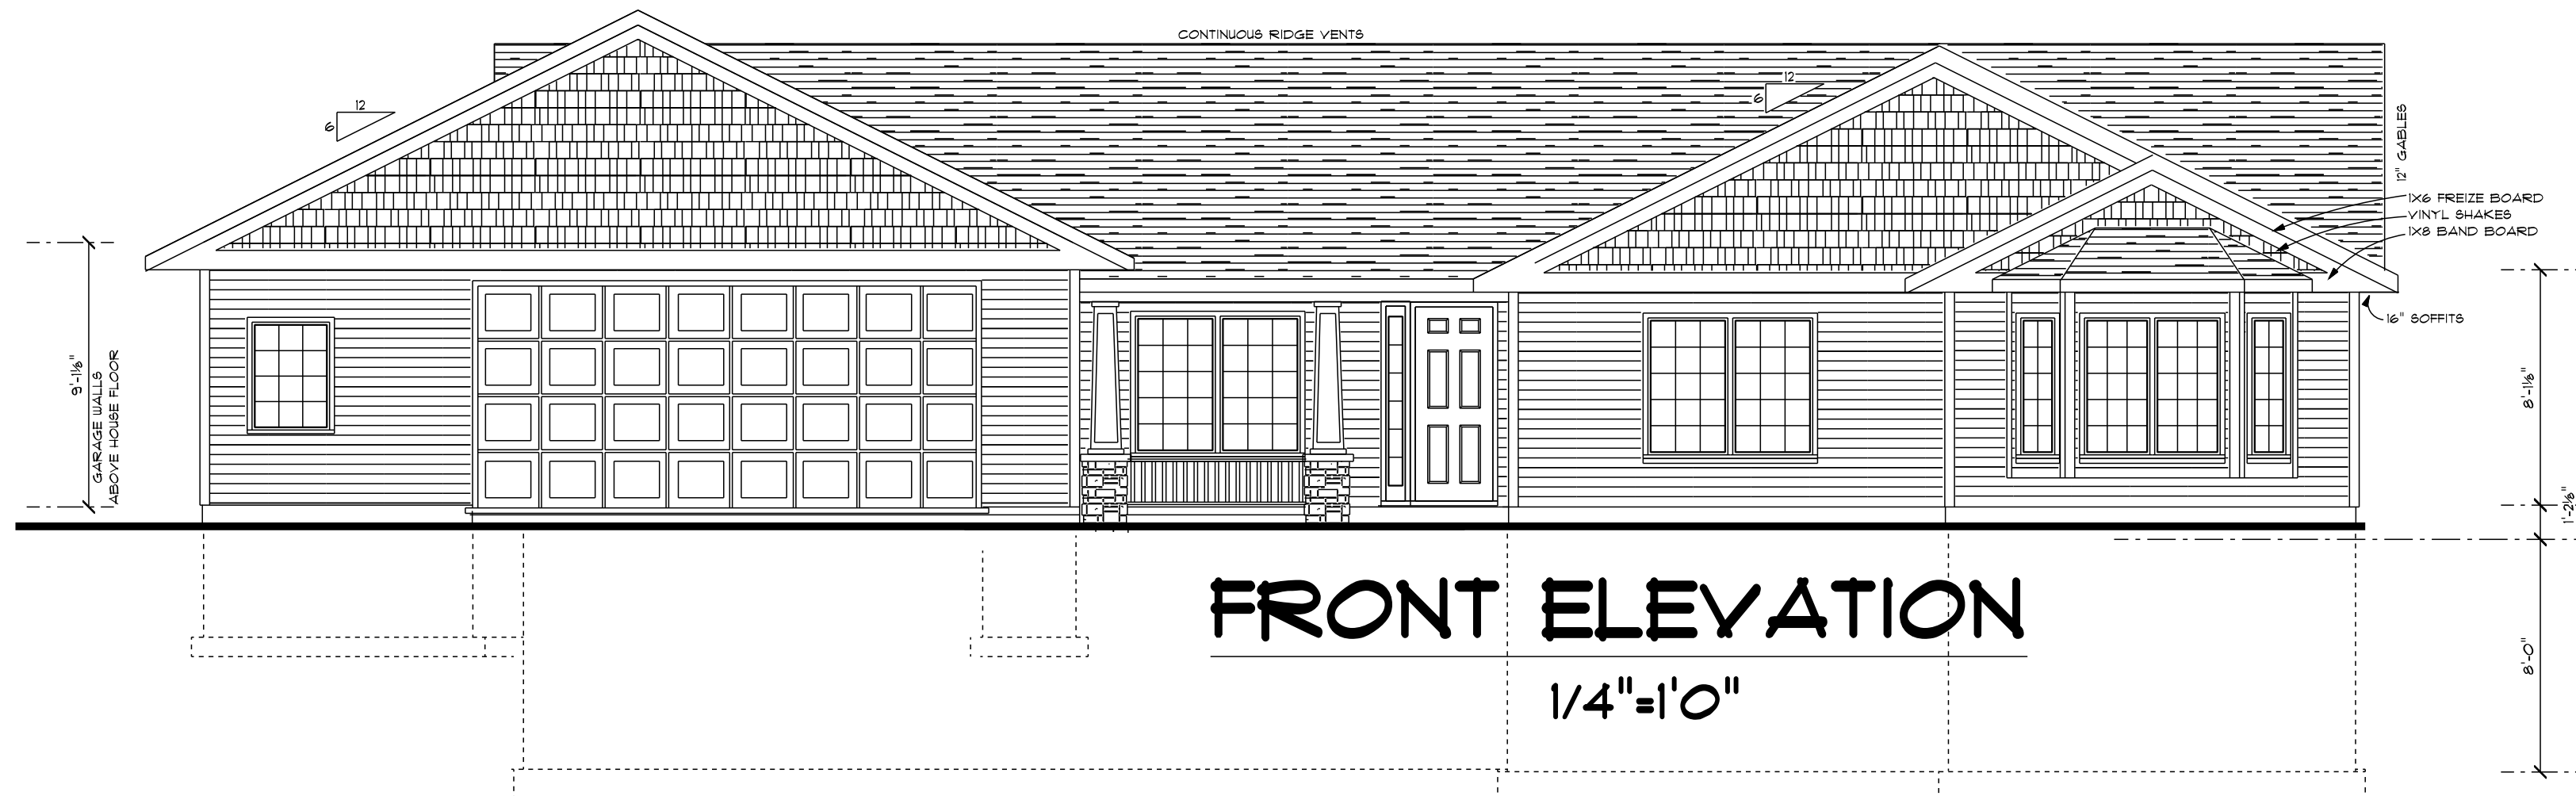 CONTINUOUS RIDGE VENTS
12
6
12
6
12" GABLES
1X6 FREIZE BOARD
VINYL SHAKES
1X8 BAND BOARD
16" SOFFITS
9'-1⅛"
GARAGE WALLS
ABOVE HOUSE FLOOR
8'-1⅛"
1'-2⅛"
8'-0"
FRONT ELEVATION
1/4"=1'0"